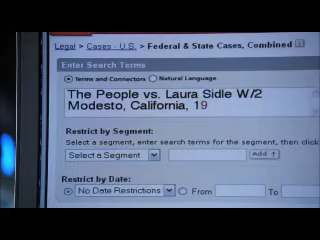 Legal > Cases - U.S. > Federal & State Cases, Combined i
Enter Search Terms
Terms and Connectors Natural Language
The People vs. Laura Sidle W/2
Modesto, California, 19
Restrict by Segment:
Select a segment, enter search terms for the segment, then click
Select a Segment Add ↑
Restrict by Date:
No Date Restrictions From To